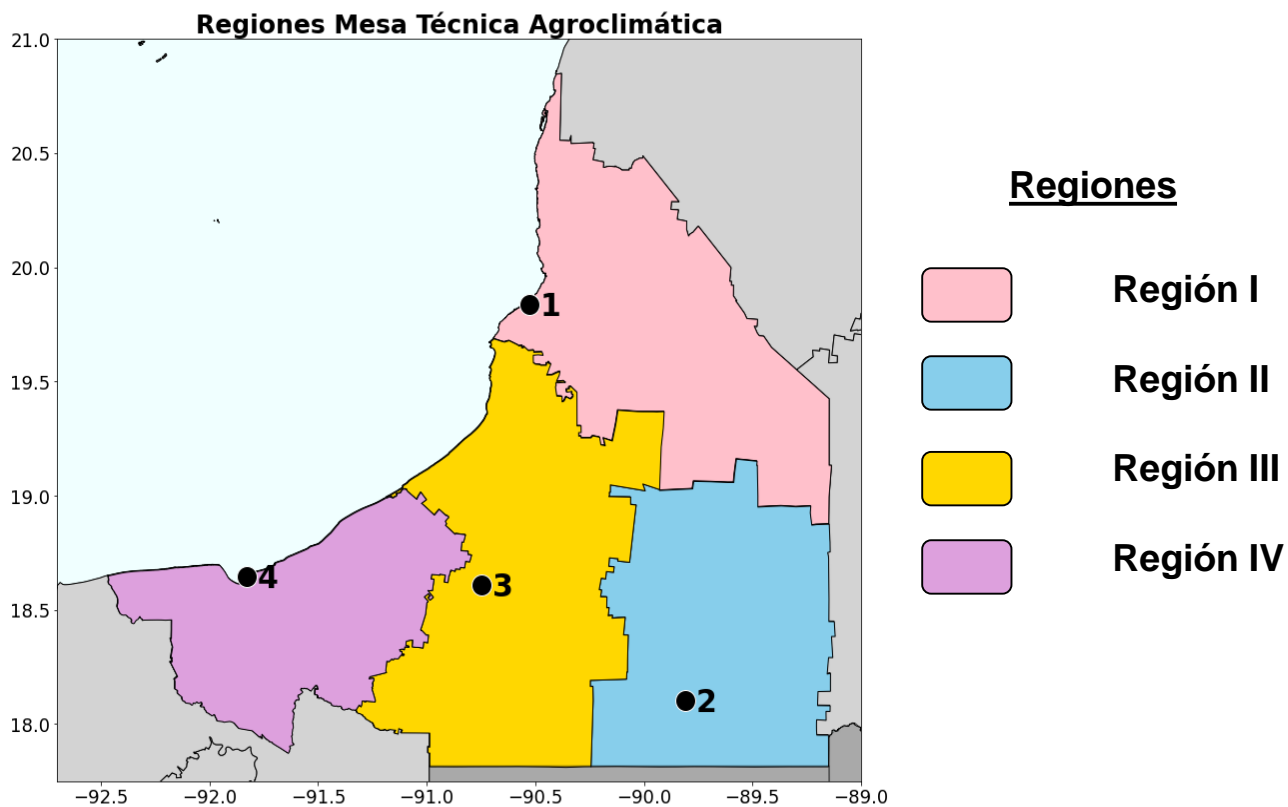 Regiones Mesa Técnica Agroclimática
21.0
20.5
20.0
19.5
19.0
18.5
18.0
−92.5 −92.0 −91.5 −91.0 −90.5 −90.0 −89.5 −89.0
1
2
3
4
Regiones
Región I
Región II
Región III
Región IV